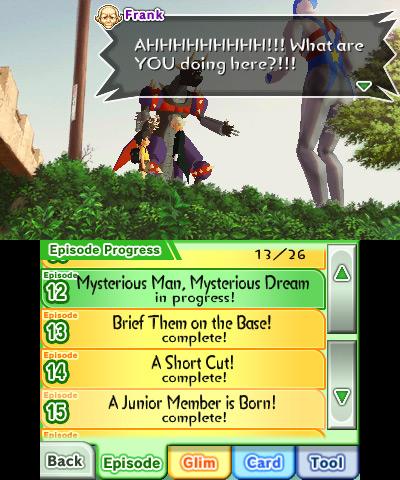 Frank
AHHHHHHHHHH!!! What are
YOU doing here?!!!
Episode Progress
13/26
Episode
12
Mysterious Man, Mysterious Dream
in progress!
Episode
13
Brief Them on the Base!
complete!
Episode
14
A Short Cut!
complete!
Episode
15
A Junior Member is Born!
complete!
Episode
Back
Episode
Glim
Card
Tool